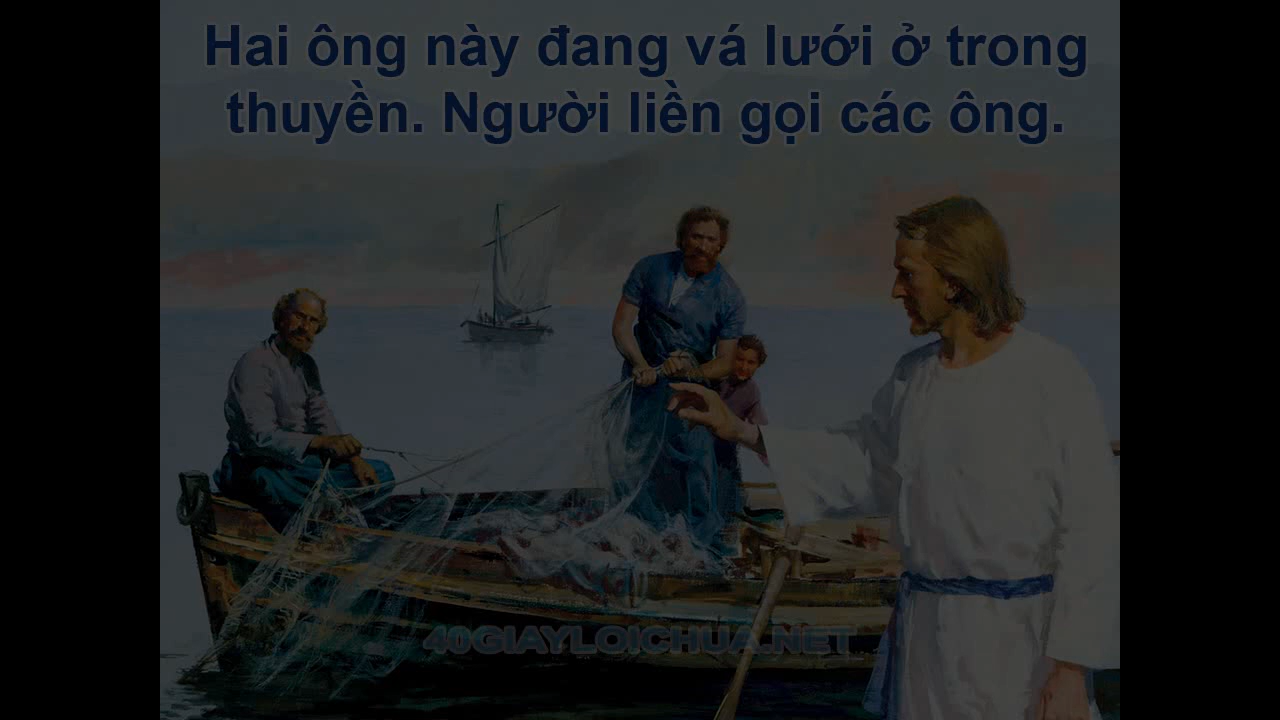 Hai ông này đang vá lưới ở trong
thuyền. Người liền gọi các ông.
40GIAYLOICHUA.NET